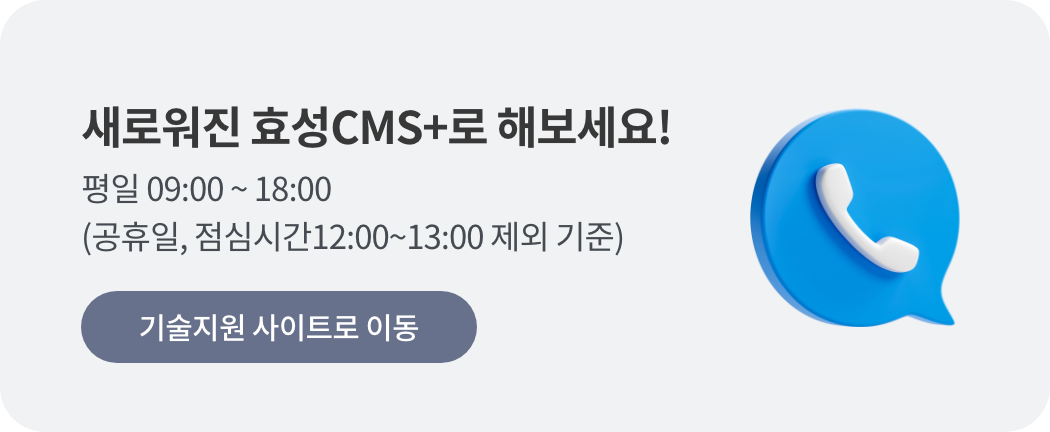 새로워진 효성CMS+로 해보세요!
평일 09:00 ~ 18:00
(공휴일, 점심시간12:00~13:00 제외 기준)
기술지원 사이트로 이동